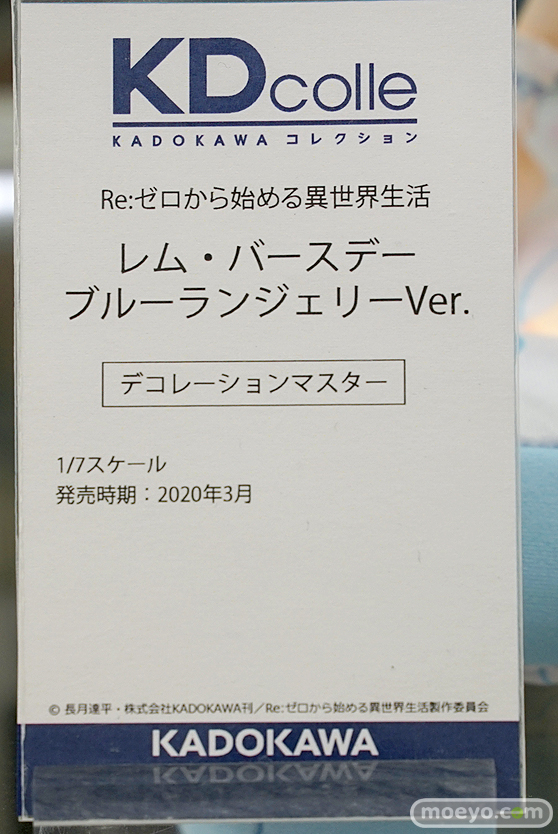 KDcolle
KADOKAWA コレクション
Re:ゼロから始める異世界生活
レム・バースデー
ブルーランジェリーVer.
デコレーションマスター
1/7スケール
発売時期：2020年3月
© 長月達平・株式会社KADOKAWA刊／Re:ゼロから始める異世界生活製作委員会
KADOKAWA
moeyo.com